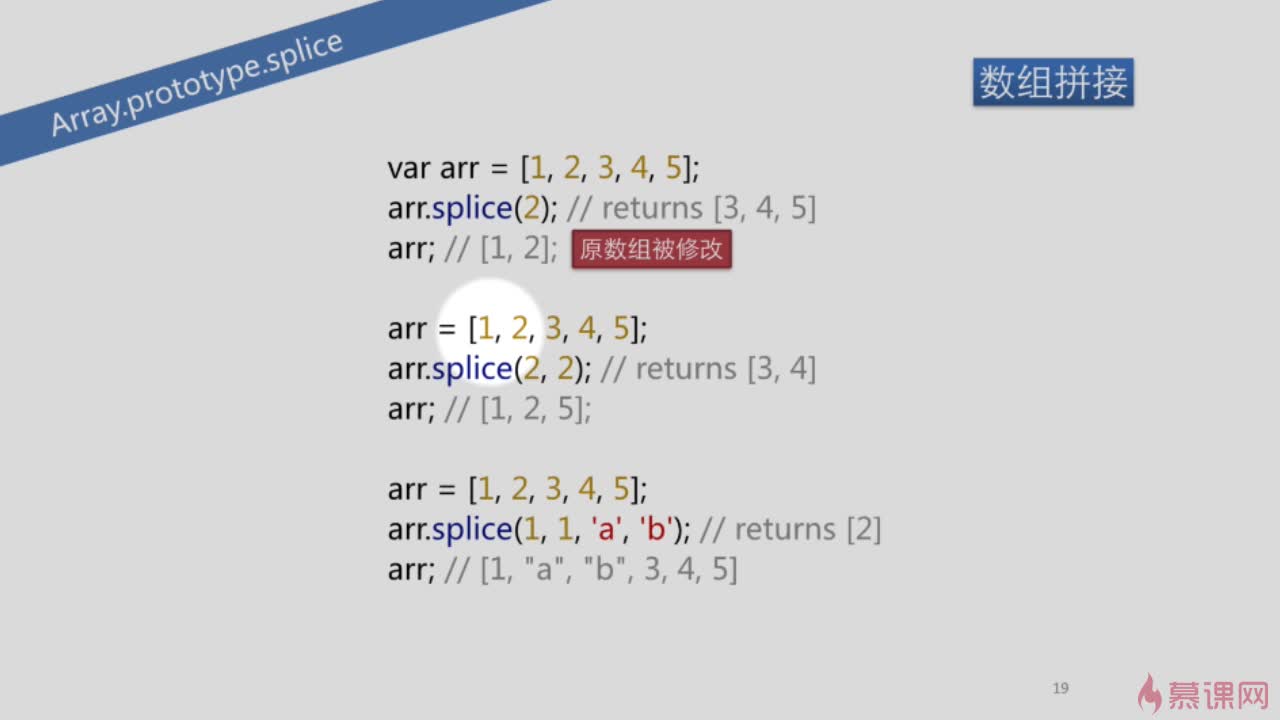 Array.prototype.splice
数组拼接
var arr = [1, 2, 3, 4, 5];
arr.splice(2); // returns [3, 4, 5]
arr; // [1, 2]; 原数组被修改
arr = [1, 2, 3, 4, 5];
arr.splice(2, 2); // returns [3, 4]
arr; // [1, 2, 5];
arr = [1, 2, 3, 4, 5];
arr.splice(1, 1, 'a', 'b'); // returns [2]
arr; // [1, "a", "b", 3, 4, 5]
19
慕课网